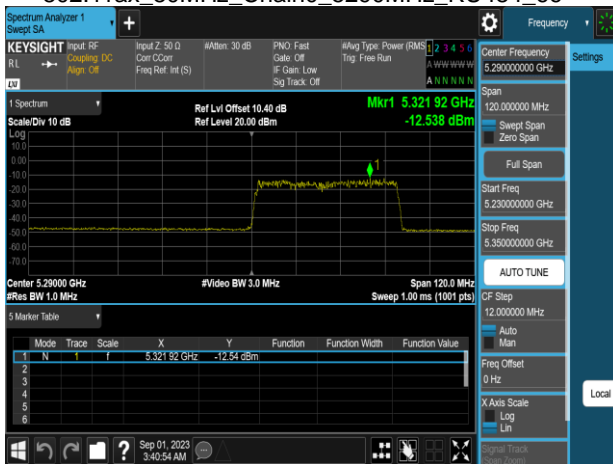 Spectrum Analyzer 1
Swept SA
Frequency
KEYSIGHT
RL
LXI
Input: RF
Coupling: DC
Align: Off
Input Z: 50 Ω
Corr CCorr
Freq Ref: Int (S)
#Atten: 30 dB
PNO: Fast
Gate: Off
IF Gain: Low
Sig Track: Off
#Avg Type: Power (RMS
Trig: Free Run
1 2 3 4 5 6
A W W W W W
A N N N N N
Center Frequency
5.290000000 GHz
Settings
Span
120.000000 MHz
Swept Span
Zero Span
Full Span
Start Freq
5.230000000 GHz
Stop Freq
5.350000000 GHz
AUTO TUNE
CF Step
12.000000 MHz
Auto
Man
Freq Offset
0 Hz
X Axis Scale
Log
Lin
Signal Track
(Span Zoom)
Local
1 Spectrum
Scale/Div 10 dB
Ref Lvl Offset 10.40 dB
Ref Level 20.00 dBm
Mkr1 5.321 92 GHz
-12.538 dBm
Log
10.0
0.00
-10.0
-20.0
-30.0
-40.0
-50.0
-60.0
-70.0
1
Center 5.29000 GHz
#Video BW 3.0 MHz
Span 120.0 MHz
#Res BW 1.0 MHz
Sweep 1.00 ms (1001 pts)
5 Marker Table
Mode Trace Scale X Y Function Function Width Function Value
1 N 1 f 5.321 92 GHz -12.54 dBm
2
3
4
5
6
Sep 01, 2023
3:40:54 AM